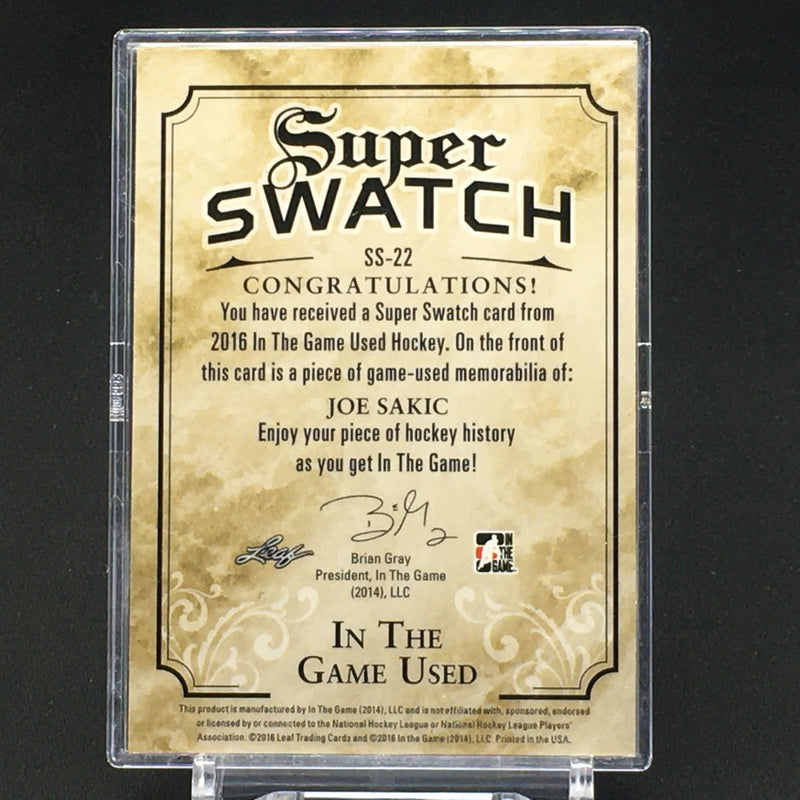 Super
SWATCH
SS-22
CONGRATULATIONS!
You have received a Super Swatch card from
2016 In The Game Used Hockey. On the front of
this card is a piece of game-used memorabilia of:
JOE SAKIC
Enjoy your piece of hockey history
as you get In The Game!
Leaf
Brian Gray
President, In The Game
(2014), LLC
IN
THE
GAME
IN THE
GAME USED
This product is manufactured by In The Game (2014), LLC and is not affiliated with, sponsored, endorsed
or licensed by or connected to the National Hockey League or National Hockey League Players'
Association. ©2016 Leaf Trading Cards and ©2016 In the Game (2014), LLC. Printed in the USA.